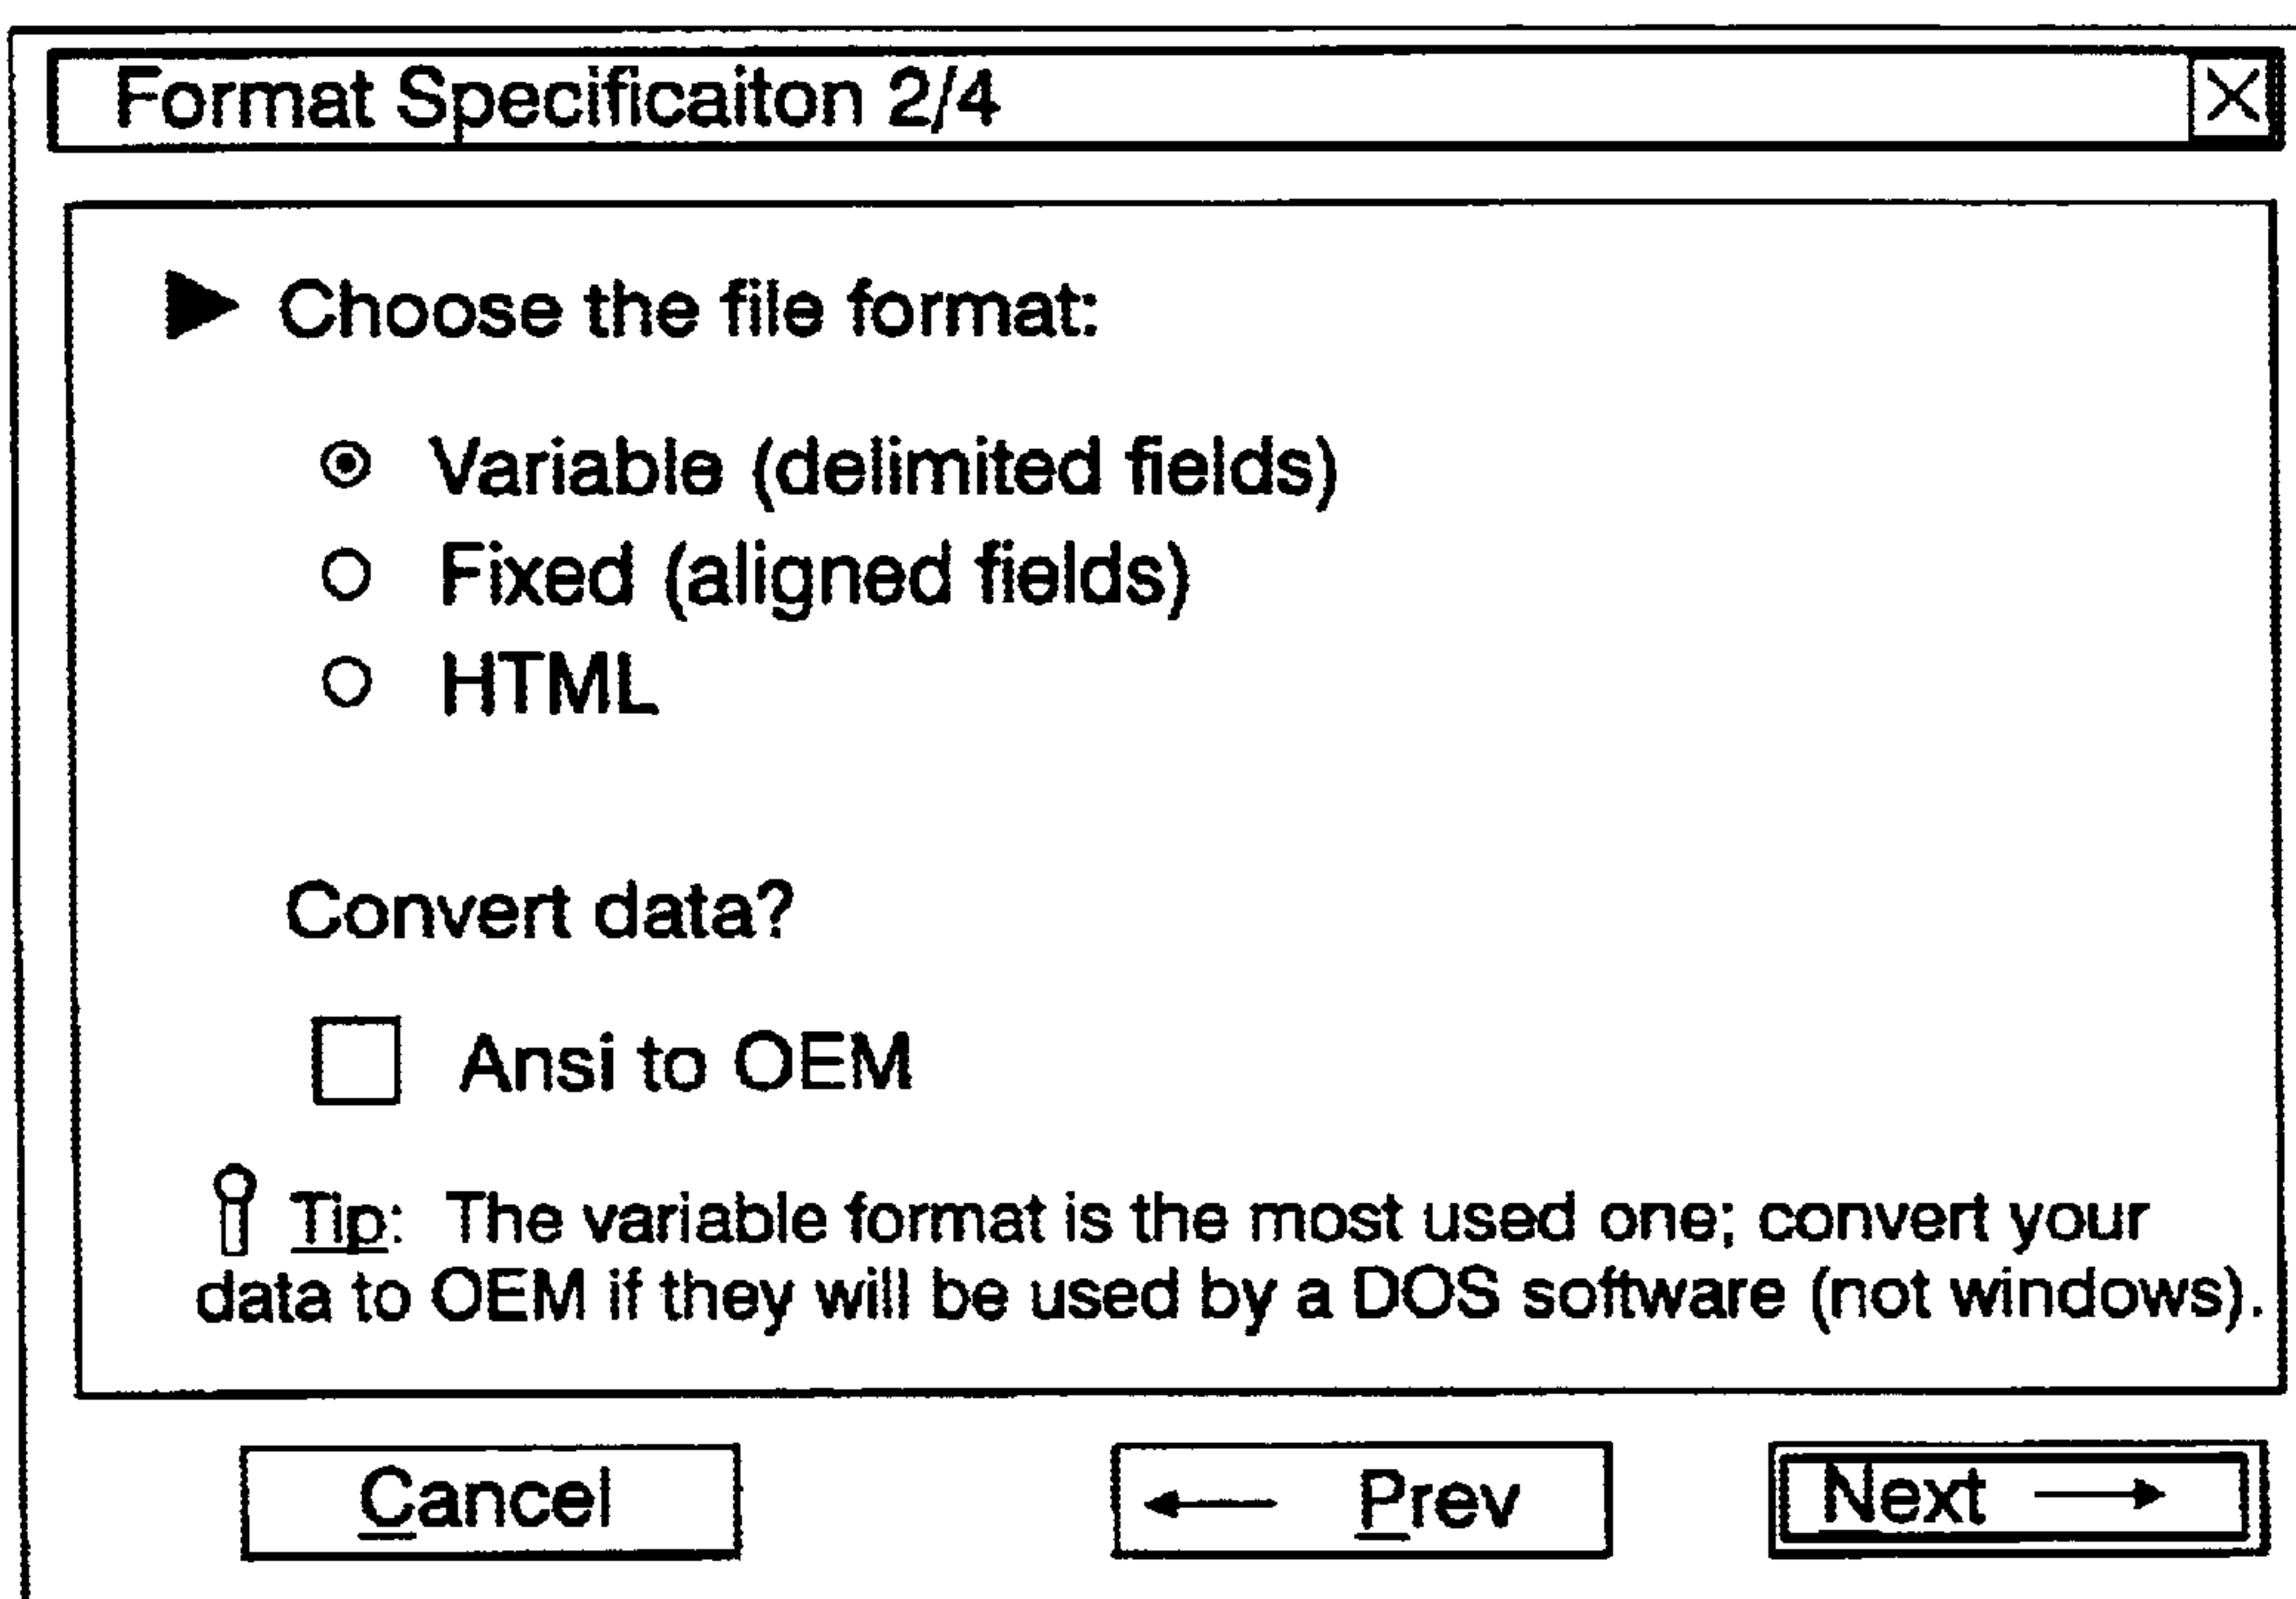 Format Specificaiton 2/4
Choose the file format:
Variable (delimited fields)
Fixed (aligned fields)
HTML
Convert data?
Ansi to OEM
Tip: The variable format is the most used one; convert your
data to OEM if they will be used by a DOS software (not windows).
Cancel
Prev
Next